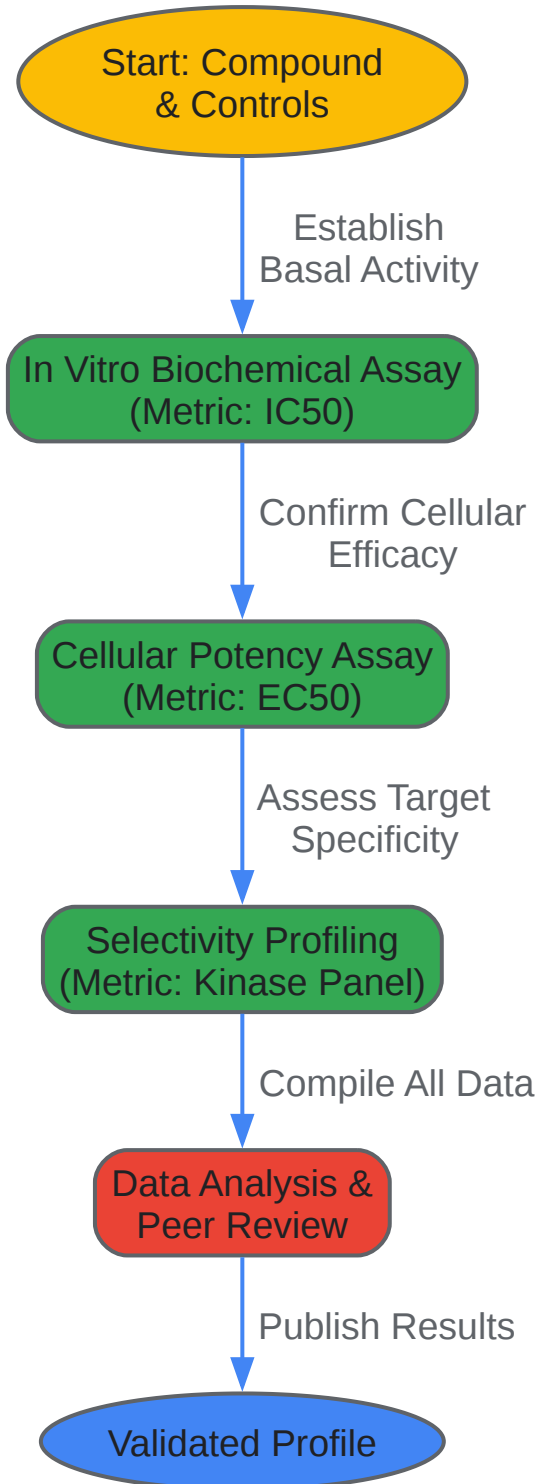 Start: Compound
& Controls
Establish
Basal Activity
In Vitro Biochemical Assay
(Metric: IC50)
Confirm Cellular
Efficacy
Cellular Potency Assay
(Metric: EC50)
Assess Target
Specificity
Selectivity Profiling
(Metric: Kinase Panel)
Compile All Data
Data Analysis &
Peer Review
Publish Results
Validated Profile